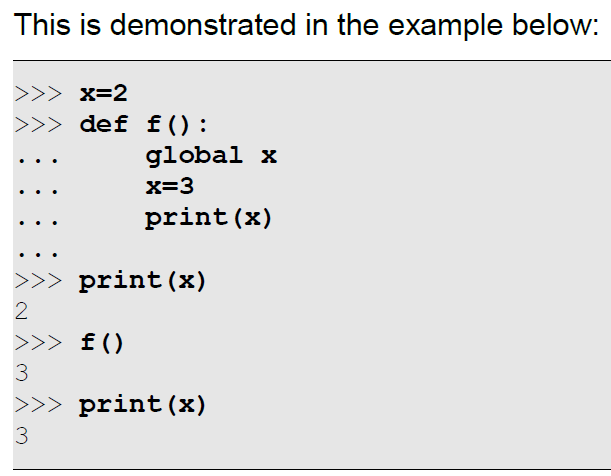 This is demonstrated in the example below:
>>> x=2
>>> def f():
...     global x
...     x=3
...     print(x)
...
>>> print(x)
2
>>> f()
3
>>> print(x)
3